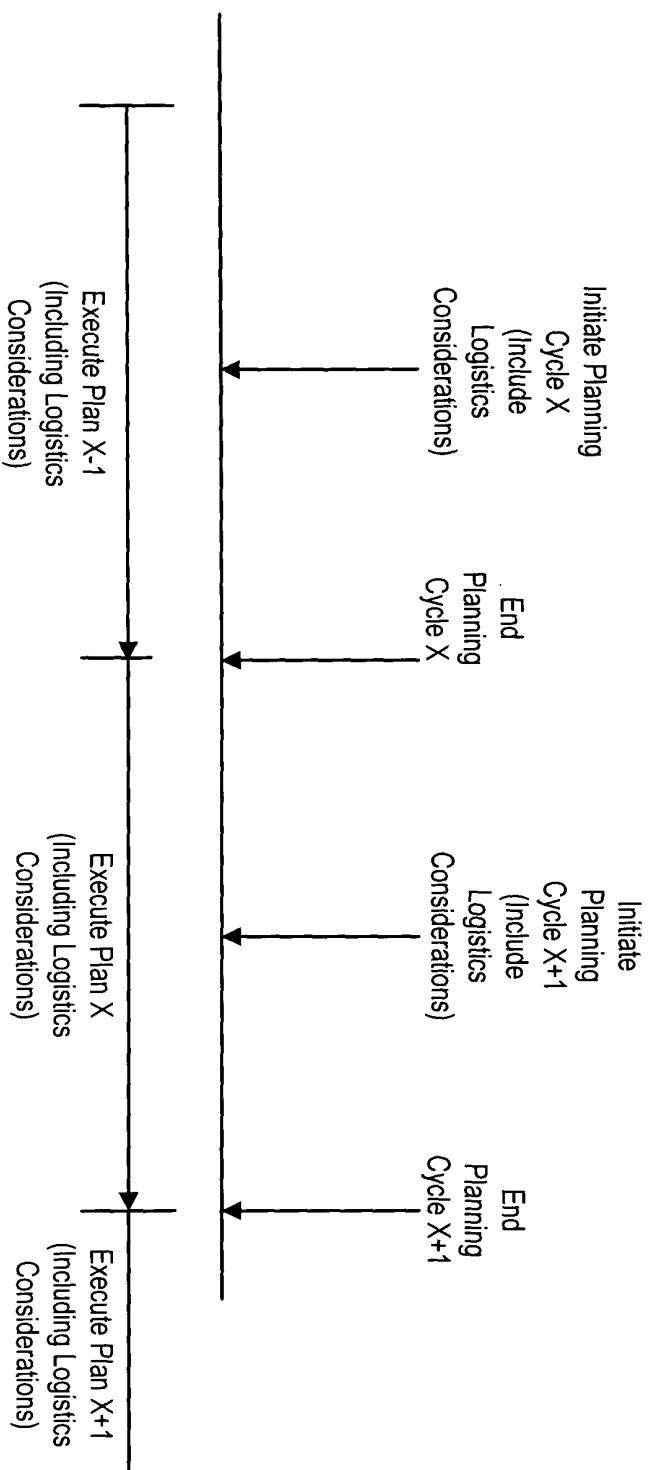 Initiate Planning
Cycle X
(Include
Logistics
Considerations)
End
Planning
Cycle X
Initiate
Planning
Cycle X+1
(Include
Logistics
Considerations)
End
Planning
Cycle X+1
Execute Plan X-1
(Including Logistics
Considerations)
Execute Plan X
(Including Logistics
Considerations)
Execute Plan X+1
(Including Logistics
Considerations)